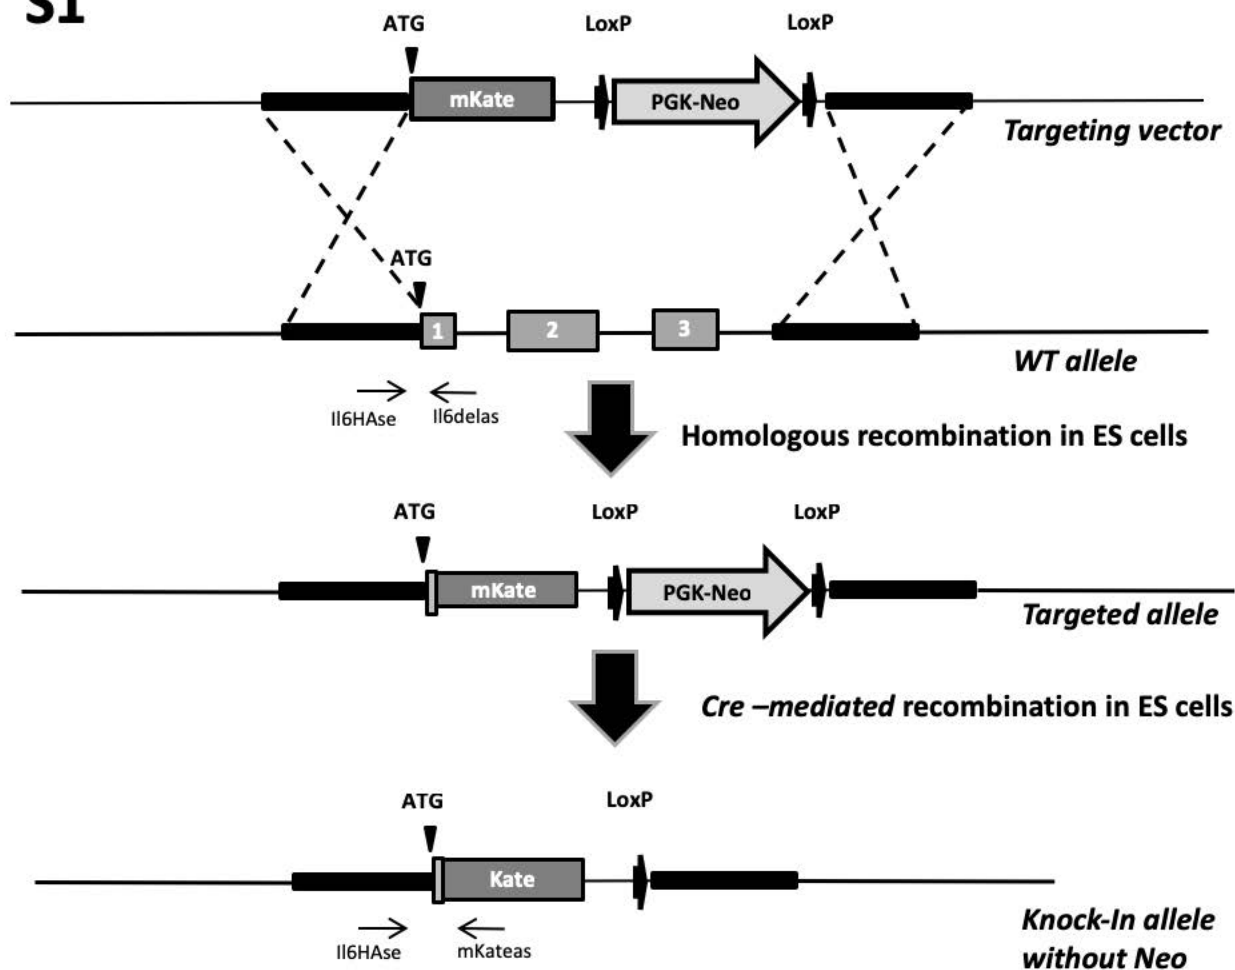 S1
ATG LoxP LoxP
mKate PGK-Neo
Targeting vector
ATG
1 2 3
WT allele
Il6HAse Il6delas
Homologous recombination in ES cells
ATG LoxP LoxP
mKate PGK-Neo
Targeted allele
Cre –mediated recombination in ES cells
ATG LoxP
Kate
Il6HAse mKateas
Knock-In allele
without Neo